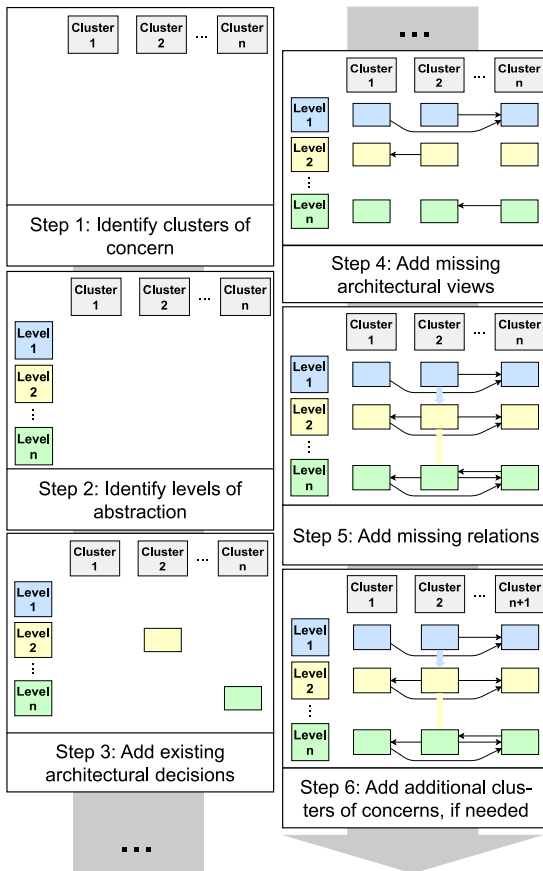 Cluster 1 Cluster 2 ... Cluster n
Step 1: Identify clusters of
concern
Cluster 1 Cluster 2 ... Cluster n
Level 1
Level 2
...
Level n
Step 2: Identify levels of
abstraction
Cluster 1 Cluster 2 ... Cluster n
Level 1
Level 2
...
Level n
Step 3: Add existing
architectural decisions
...
...
Cluster 1 Cluster 2 ... Cluster n
Level 1
Level 2
...
Level n
Step 4: Add missing
architectural views
Cluster 1 Cluster 2 ... Cluster n
Level 1
Level 2
...
Level n
Step 5: Add missing relations
Cluster 1 Cluster 2 ... Cluster n+1
Level 1
Level 2
...
Level n
Step 6: Add additional clus-
ters of concerns, if needed